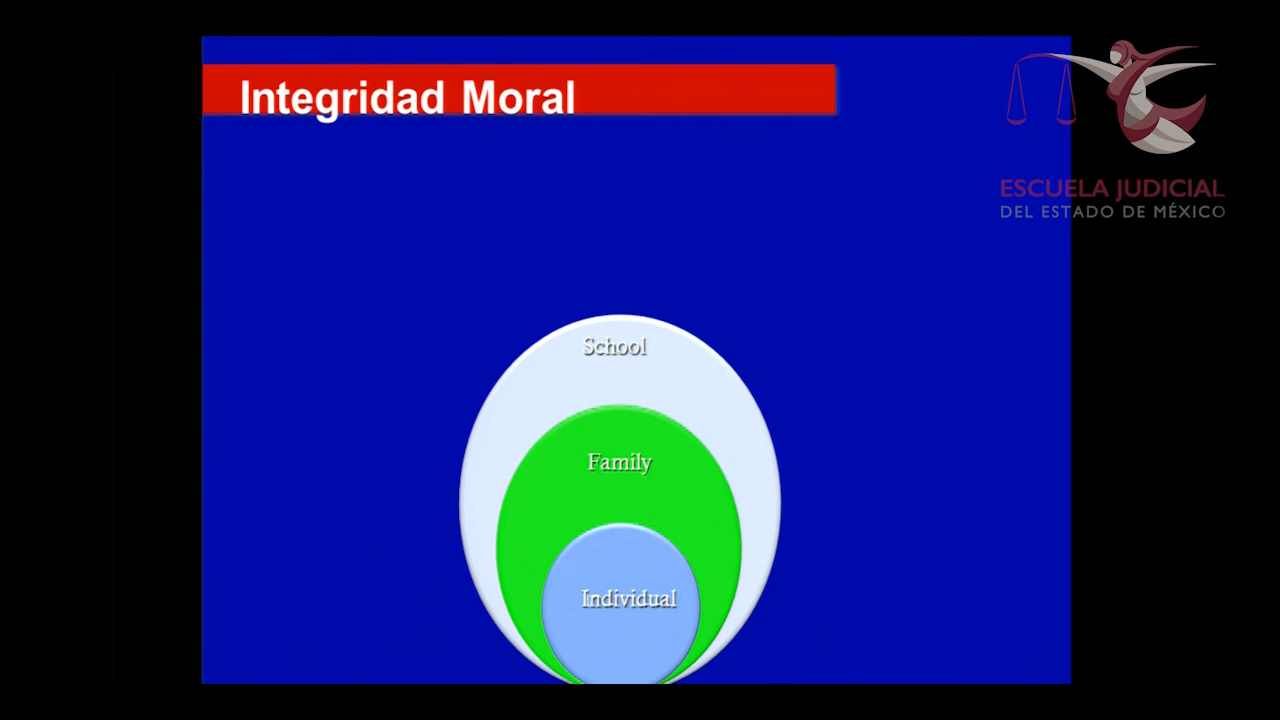 Integridad Moral
ESCUELA JUDICIAL
DEL ESTADO DE MÉXICO
School
Family
Individual